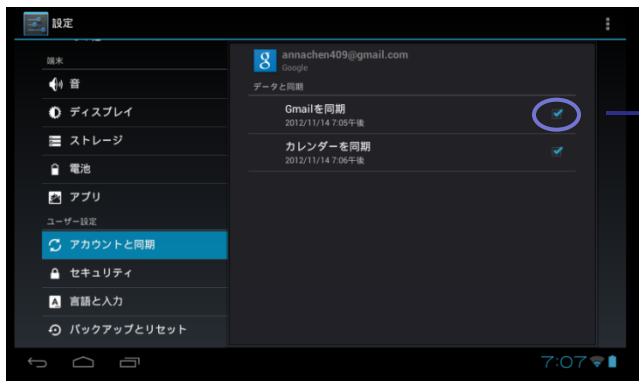 設定
端末
音
ディスプレイ
ストレージ
電池
アプリ
ユーザー設定
アカウントと同期
セキュリティ
言語と入力
バックアップとリセット
annachen409@gmail.com
Google
データと同期
Gmailを同期
2012/11/14 7:05午後
カレンダーを同期
2012/11/14 7:06午後
7:07